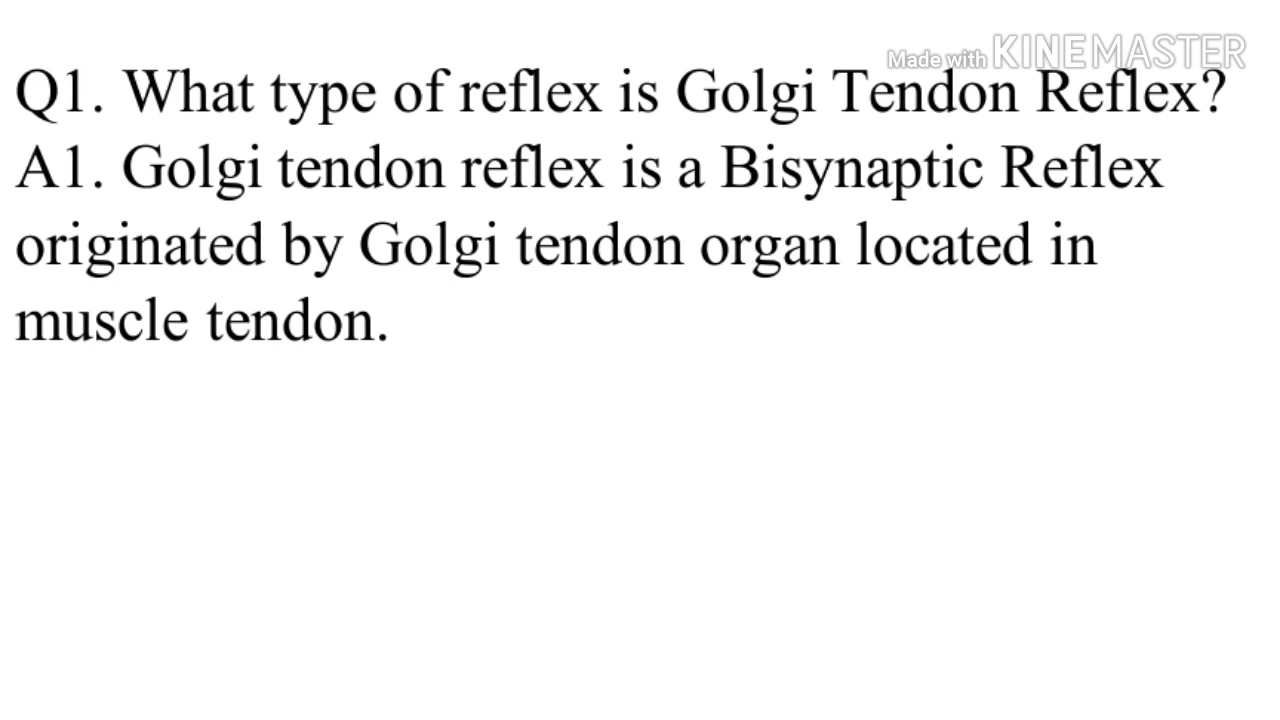 Made with KINEMASTER
Q1. What type of reflex is Golgi Tendon Reflex?
A1. Golgi tendon reflex is a Bisynaptic Reflex
originated by Golgi tendon organ located in
muscle tendon.